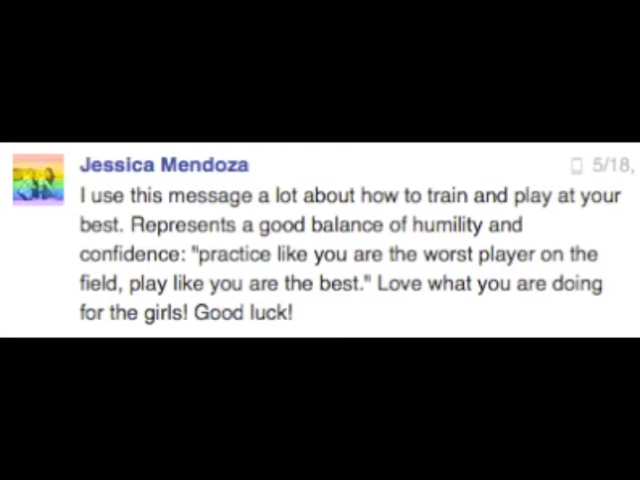 Jessica Mendoza
5/18,
I use this message a lot about how to train and play at your
best. Represents a good balance of humility and
confidence: "practice like you are the worst player on the
field, play like you are the best." Love what you are doing
for the girls! Good luck!